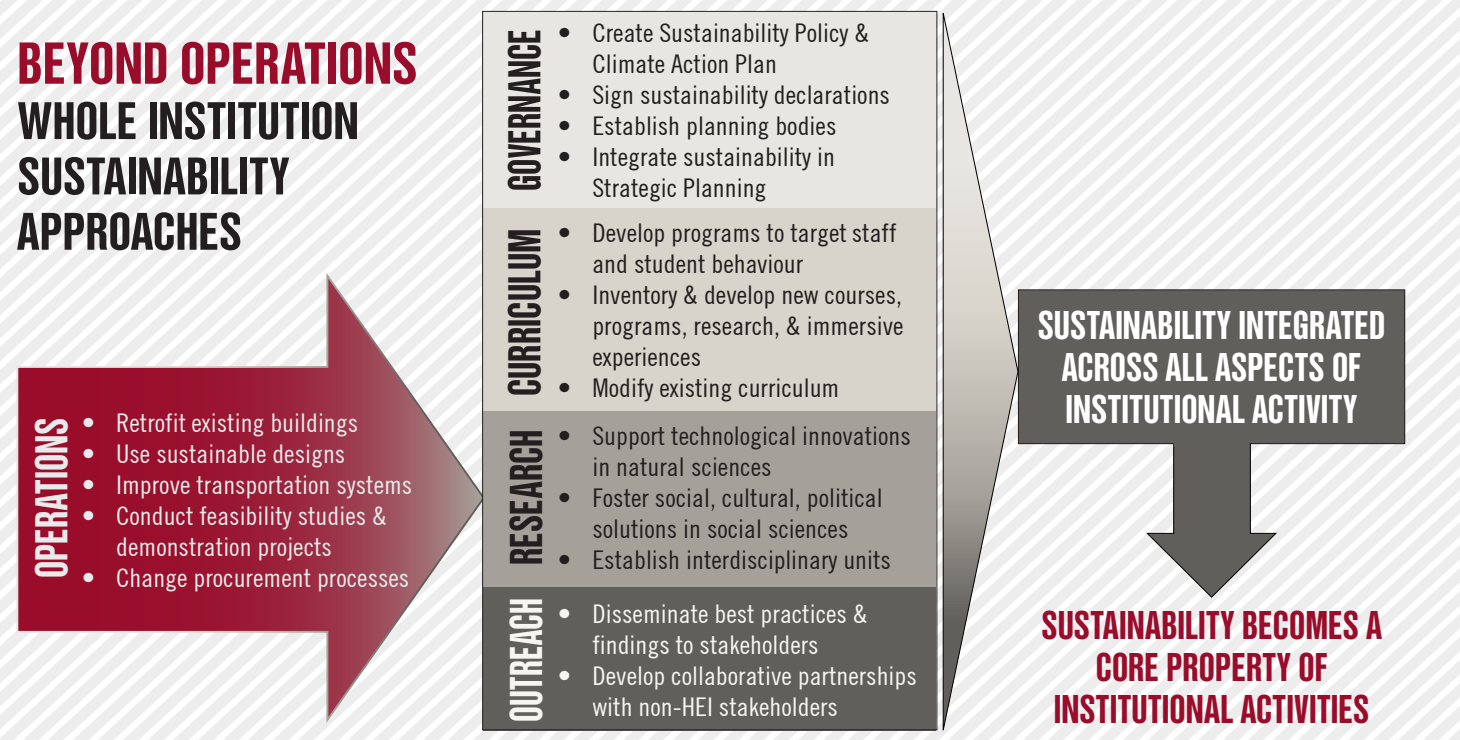 BEYOND OPERATIONS
WHOLE INSTITUTION
SUSTAINABILITY
APPROACHES
OPERATIONS
• Retrofit existing buildings
• Use sustainable designs
• Improve transportation systems
• Conduct feasibility studies &
demonstration projects
• Change procurement processes
GOVERNANCE
• Create Sustainability Policy &
Climate Action Plan
• Sign sustainability declarations
• Establish planning bodies
• Integrate sustainability in
Strategic Planning
CURRICULUM
• Develop programs to target staff
and student behaviour
• Inventory & develop new courses,
programs, research, & immersive
experiences
• Modify existing curriculum
RESEARCH
• Support technological innovations
in natural sciences
• Foster social, cultural, political
solutions in social sciences
• Establish interdisciplinary units
OUTREACH
• Disseminate best practices &
findings to stakeholders
• Develop collaborative partnerships
with non-HEI stakeholders
SUSTAINABILITY INTEGRATED
ACROSS ALL ASPECTS OF
INSTITUTIONAL ACTIVITY
SUSTAINABILITY BECOMES A
CORE PROPERTY OF
INSTITUTIONAL ACTIVITIES